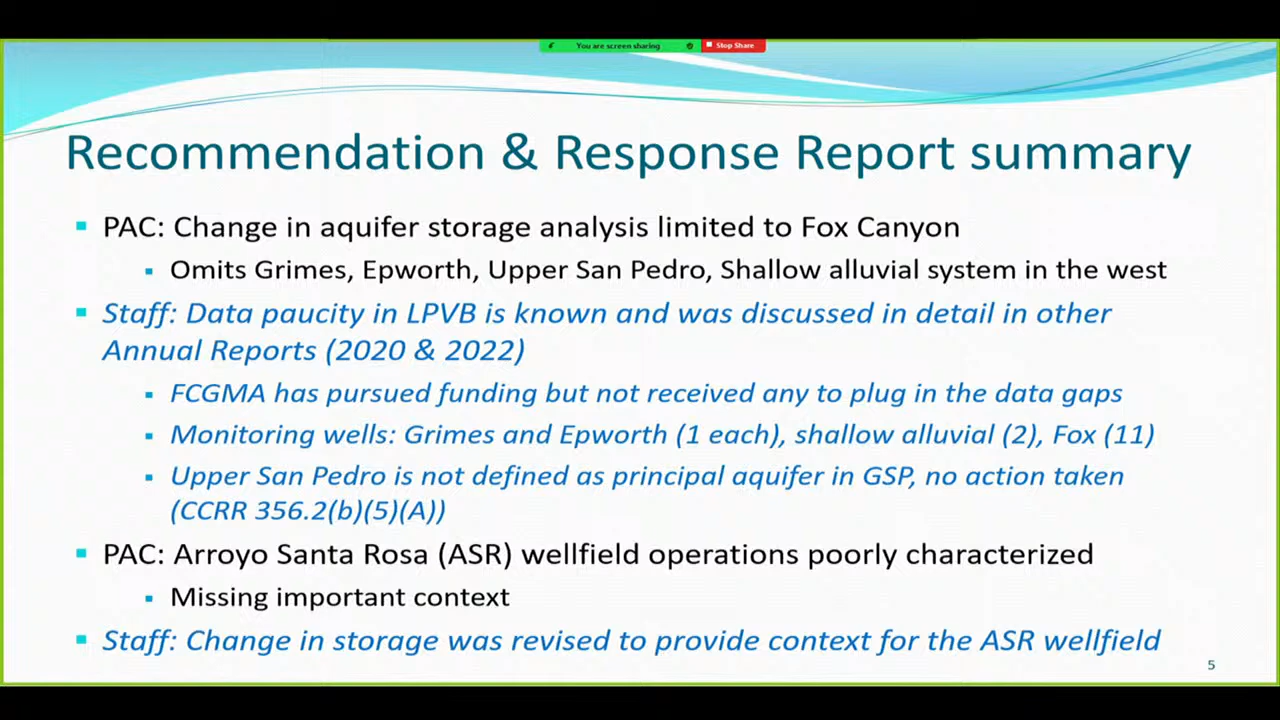 You are screen sharing
Stop Share
Recommendation & Response Report summary
PAC: Change in aquifer storage analysis limited to Fox Canyon
Omits Grimes, Epworth, Upper San Pedro, Shallow alluvial system in the west
Staff: Data paucity in LPVB is known and was discussed in detail in other
Annual Reports (2020 & 2022)
FCGMA has pursued funding but not received any to plug in the data gaps
Monitoring wells: Grimes and Epworth (1 each), shallow alluvial (2), Fox (11)
Upper San Pedro is not defined as principal aquifer in GSP, no action taken
(CCRR 356.2(b)(5)(A))
PAC: Arroyo Santa Rosa (ASR) wellfield operations poorly characterized
Missing important context
Staff: Change in storage was revised to provide context for the ASR wellfield
5